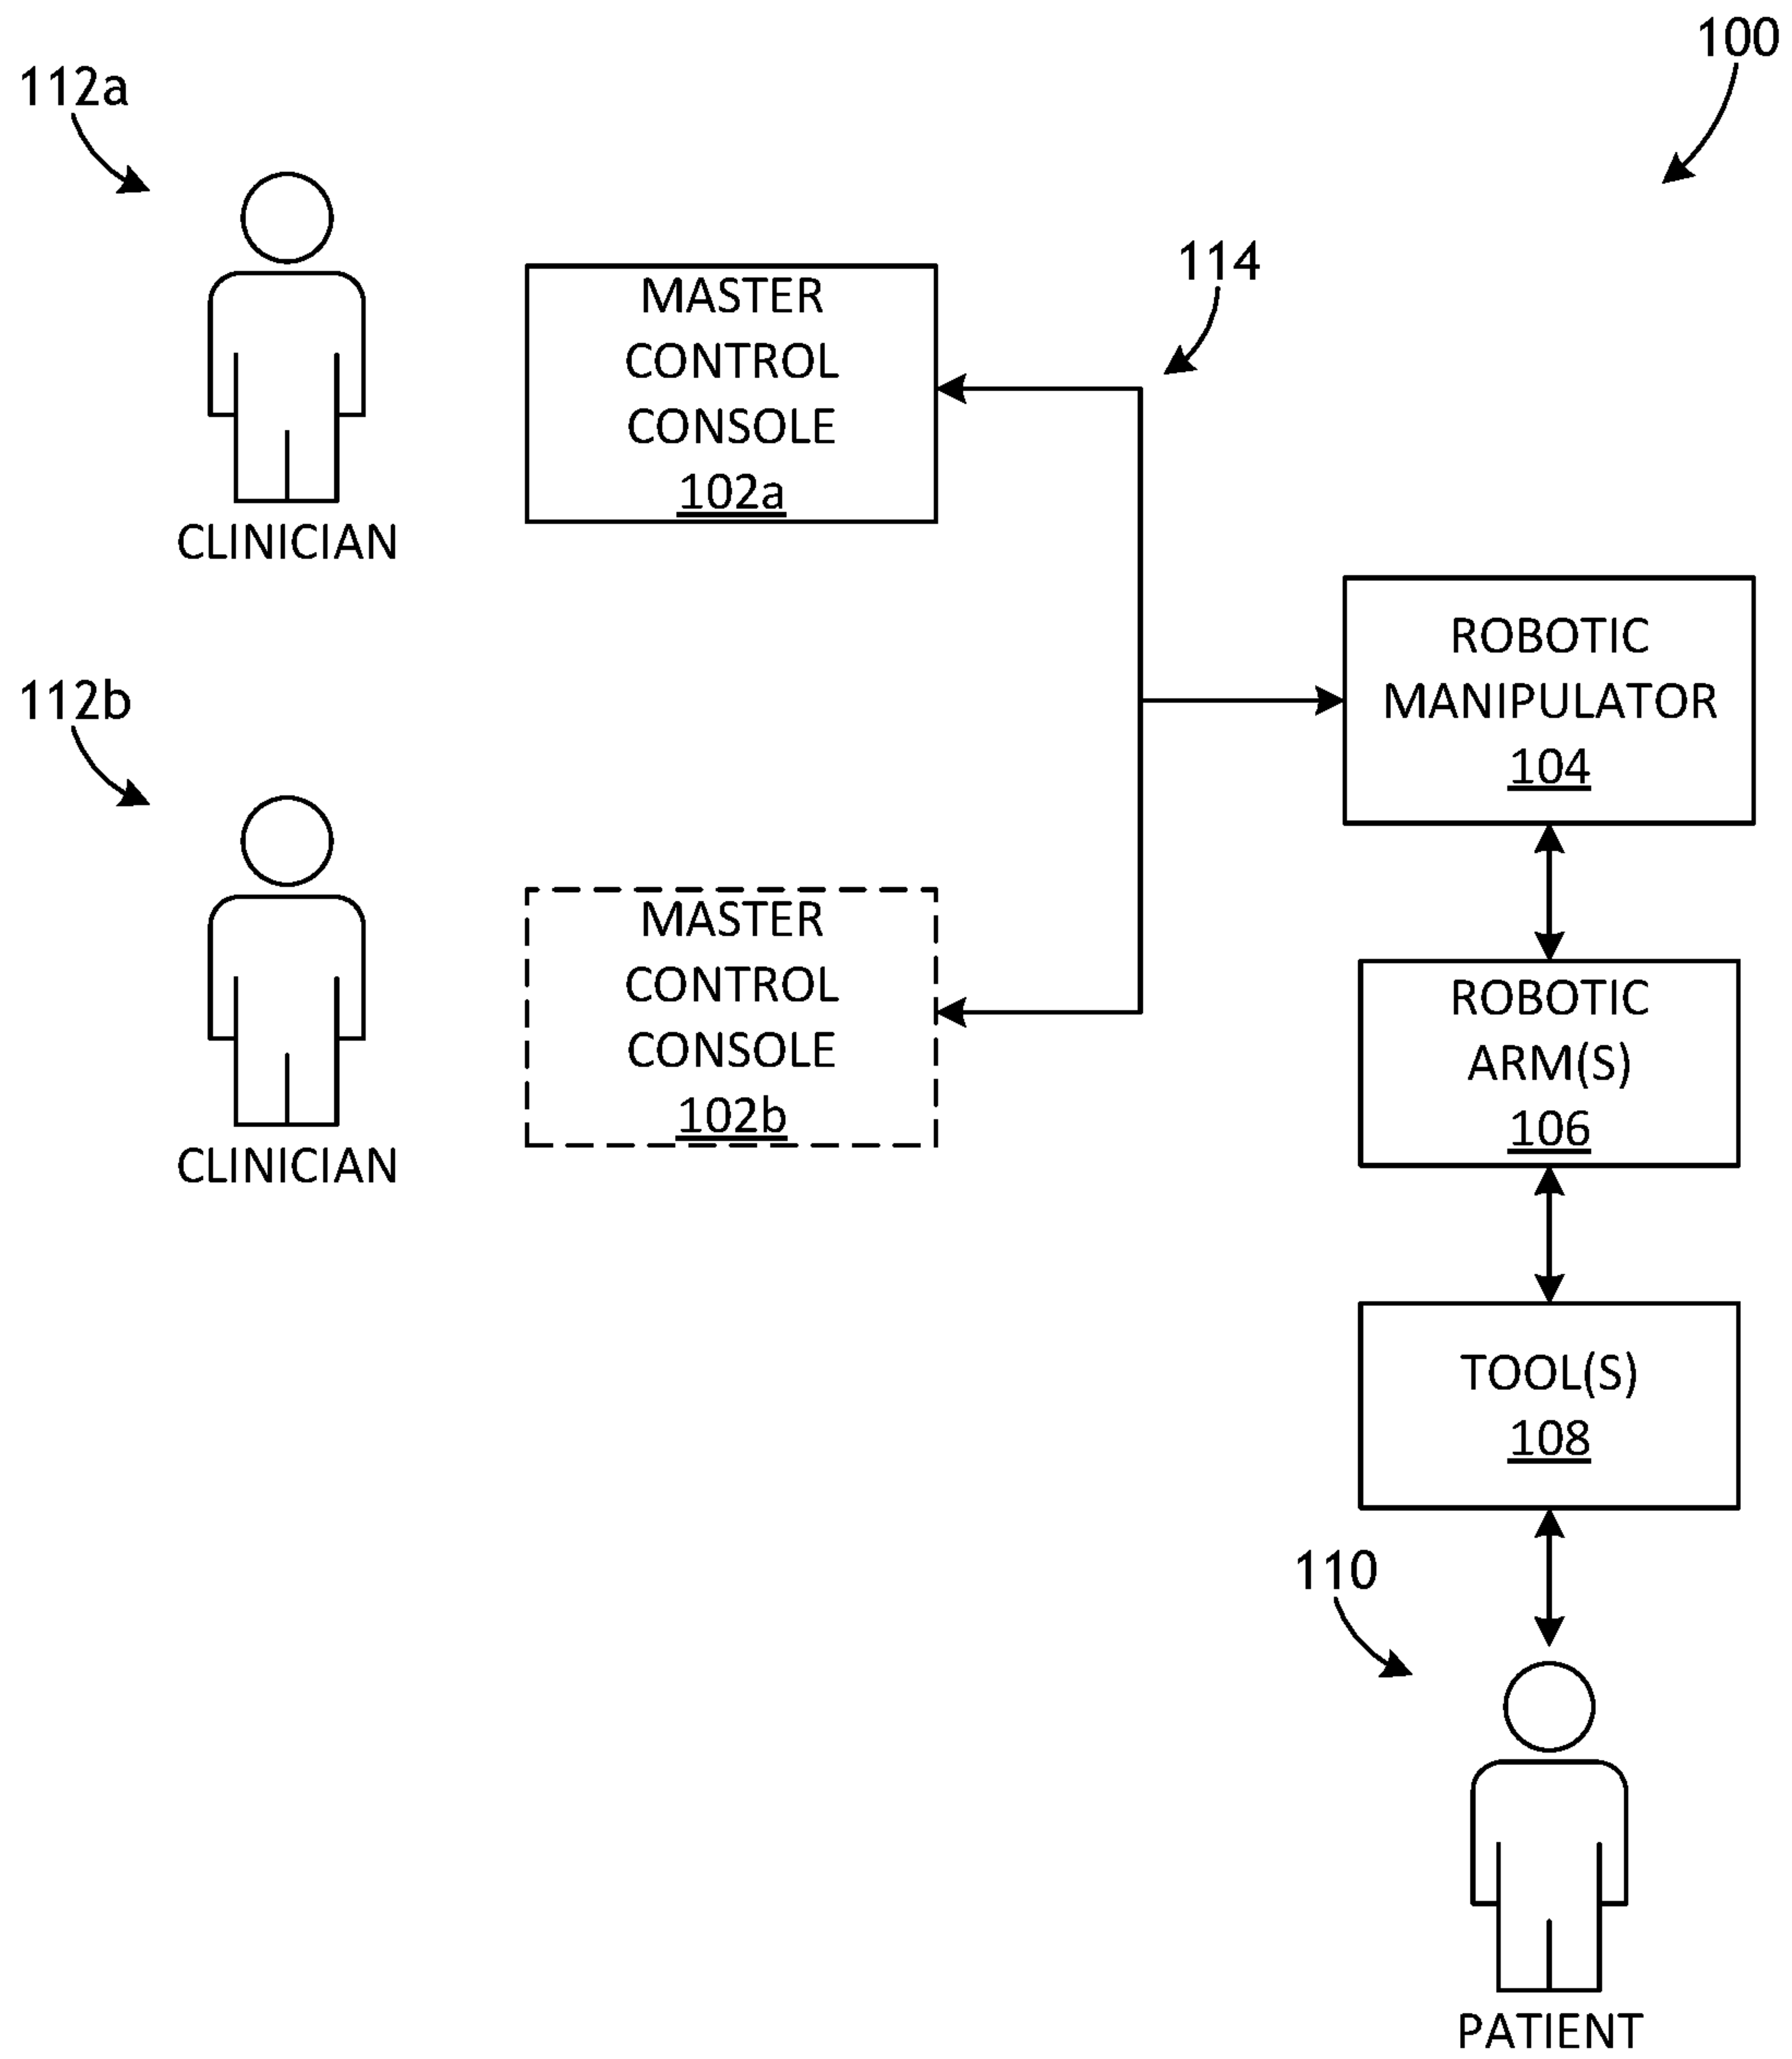 100
112a
114
MASTER
CONTROL
CONSOLE
102a
CLINICIAN
ROBOTIC
MANIPULATOR
104
112b
MASTER
CONTROL
CONSOLE
102b
CLINICIAN
ROBOTIC
ARM(S)
106
TOOL(S)
108
110
PATIENT